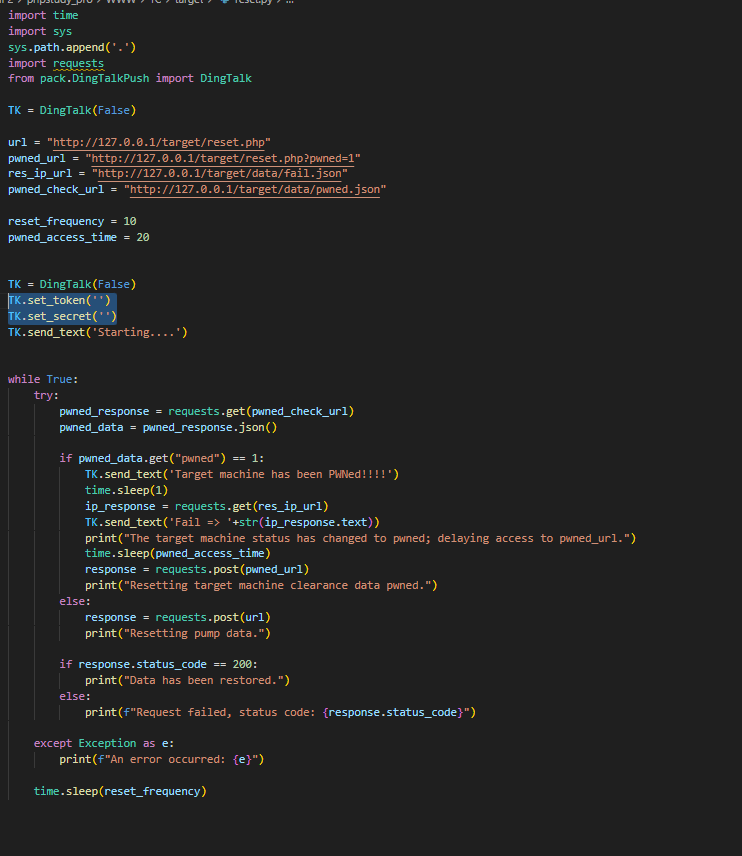 phpstudy_pro > WWW > TC > target > reset.py > ...
import time
import sys
sys.path.append('.')
import requests
from pack.DingTalkPush import DingTalk
TK = DingTalk(False)
url = "http://127.0.0.1/target/reset.php"
pwned_url = "http://127.0.0.1/target/reset.php?pwned=1"
res_ip_url = "http://127.0.0.1/target/data/fail.json"
pwned_check_url = "http://127.0.0.1/target/data/pwned.json"
reset_frequency = 10
pwned_access_time = 20
TK = DingTalk(False)
TK.set_token('')
TK.set_secret('')
TK.send_text('Starting....')
while True:
    try:
        pwned_response = requests.get(pwned_check_url)
        pwned_data = pwned_response.json()
        if pwned_data.get("pwned") == 1:
            TK.send_text('Target machine has been PWNed!!!!')
            time.sleep(1)
            ip_response = requests.get(res_ip_url)
            TK.send_text('Fail => '+str(ip_response.text))
            print("The target machine status has changed to pwned; delaying access to pwned_url.")
            time.sleep(pwned_access_time)
            response = requests.post(pwned_url)
            print("Resetting target machine clearance data pwned.")
        else:
            response = requests.post(url)
            print("Resetting pump data.")
        if response.status_code == 200:
            print("Data has been restored.")
        else:
            print(f"Request failed, status code: {response.status_code}")
    except Exception as e:
        print(f"An error occurred: {e}")
    time.sleep(reset_frequency)